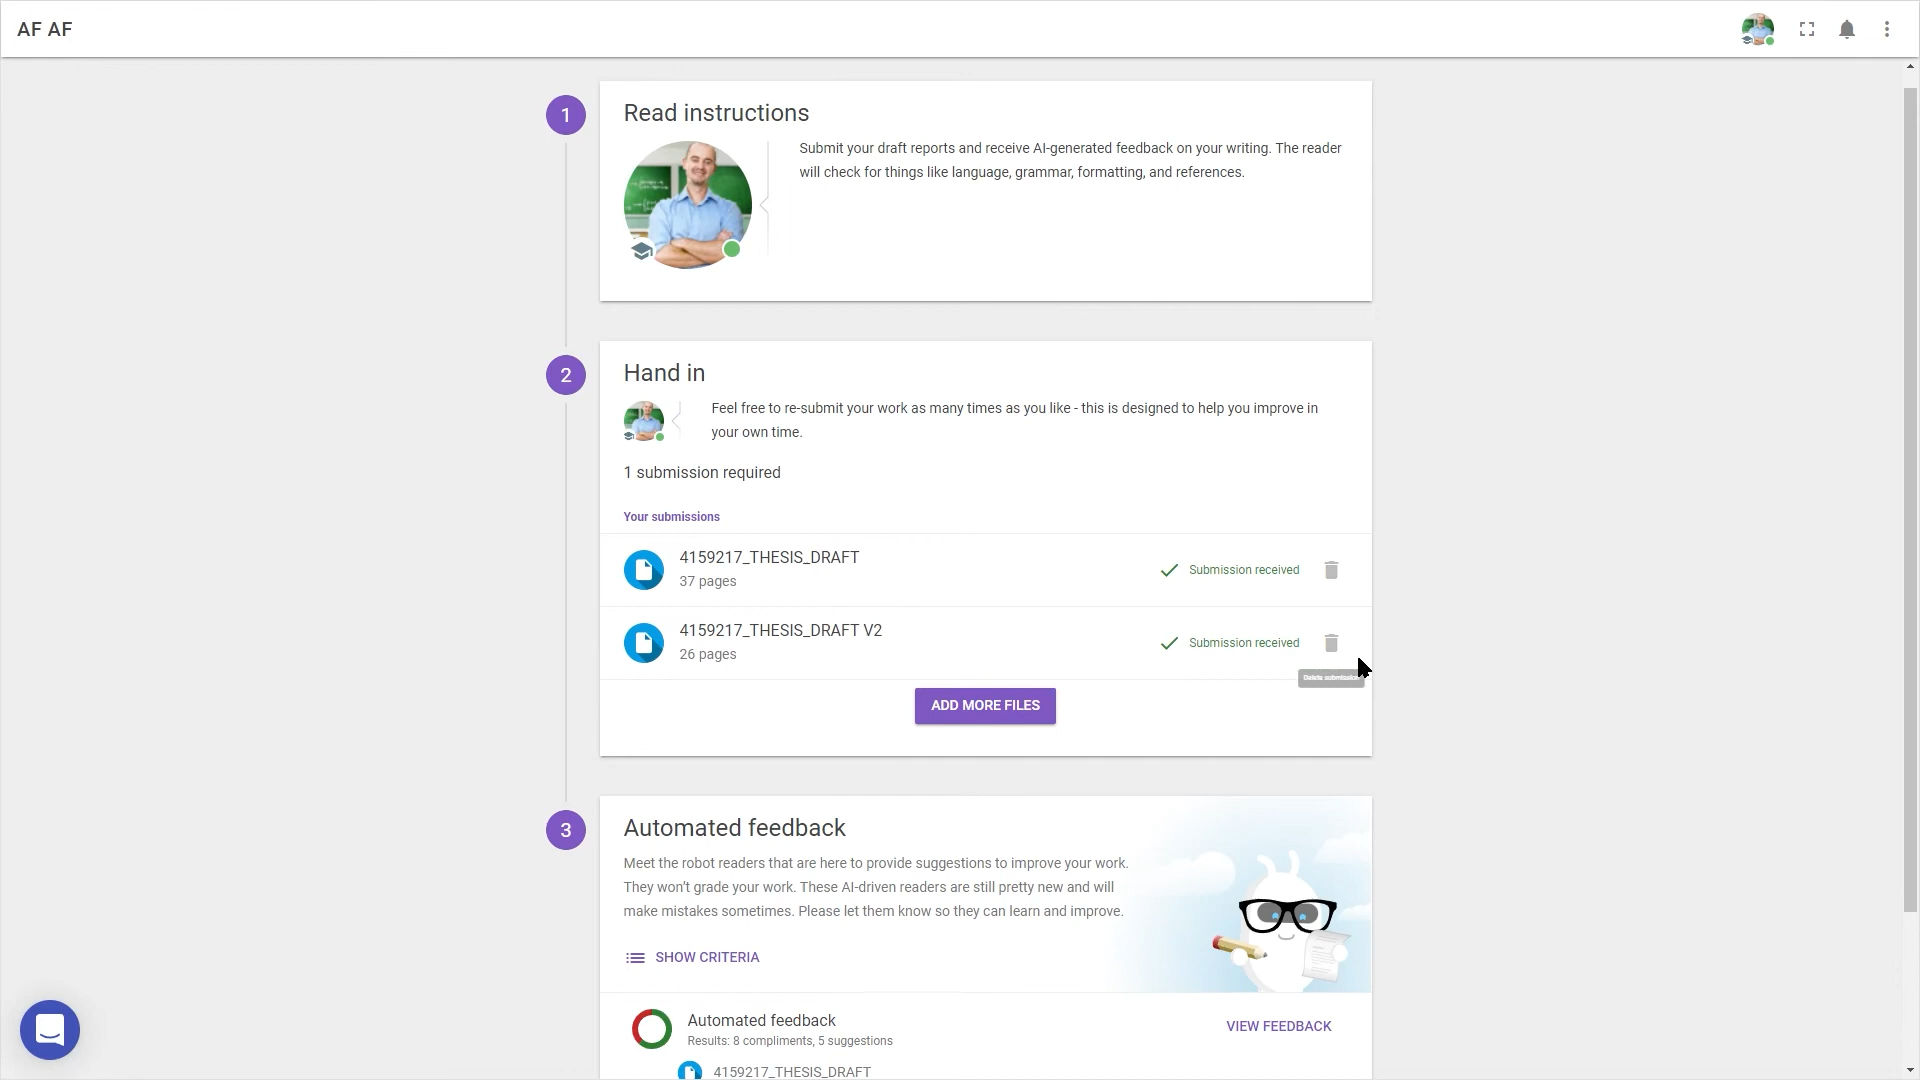 AF AF
1
Read instructions
Submit your draft reports and receive AI-generated feedback on your writing. The reader
will check for things like language, grammar, formatting, and references.
2
Hand in
Feel free to re-submit your work as many times as you like - this is designed to help you improve in
your own time.
1 submission required
Your submissions
4159217_THESIS_DRAFT
37 pages
Submission received
4159217_THESIS_DRAFT V2
26 pages
Submission received
Delete submission
ADD MORE FILES
3
Automated feedback
Meet the robot readers that are here to provide suggestions to improve your work.
They won't grade your work. These AI-driven readers are still pretty new and will
make mistakes sometimes. Please let them know so they can learn and improve.
SHOW CRITERIA
Automated feedback
Results: 8 compliments, 5 suggestions
VIEW FEEDBACK
4159217_THESIS_DRAFT